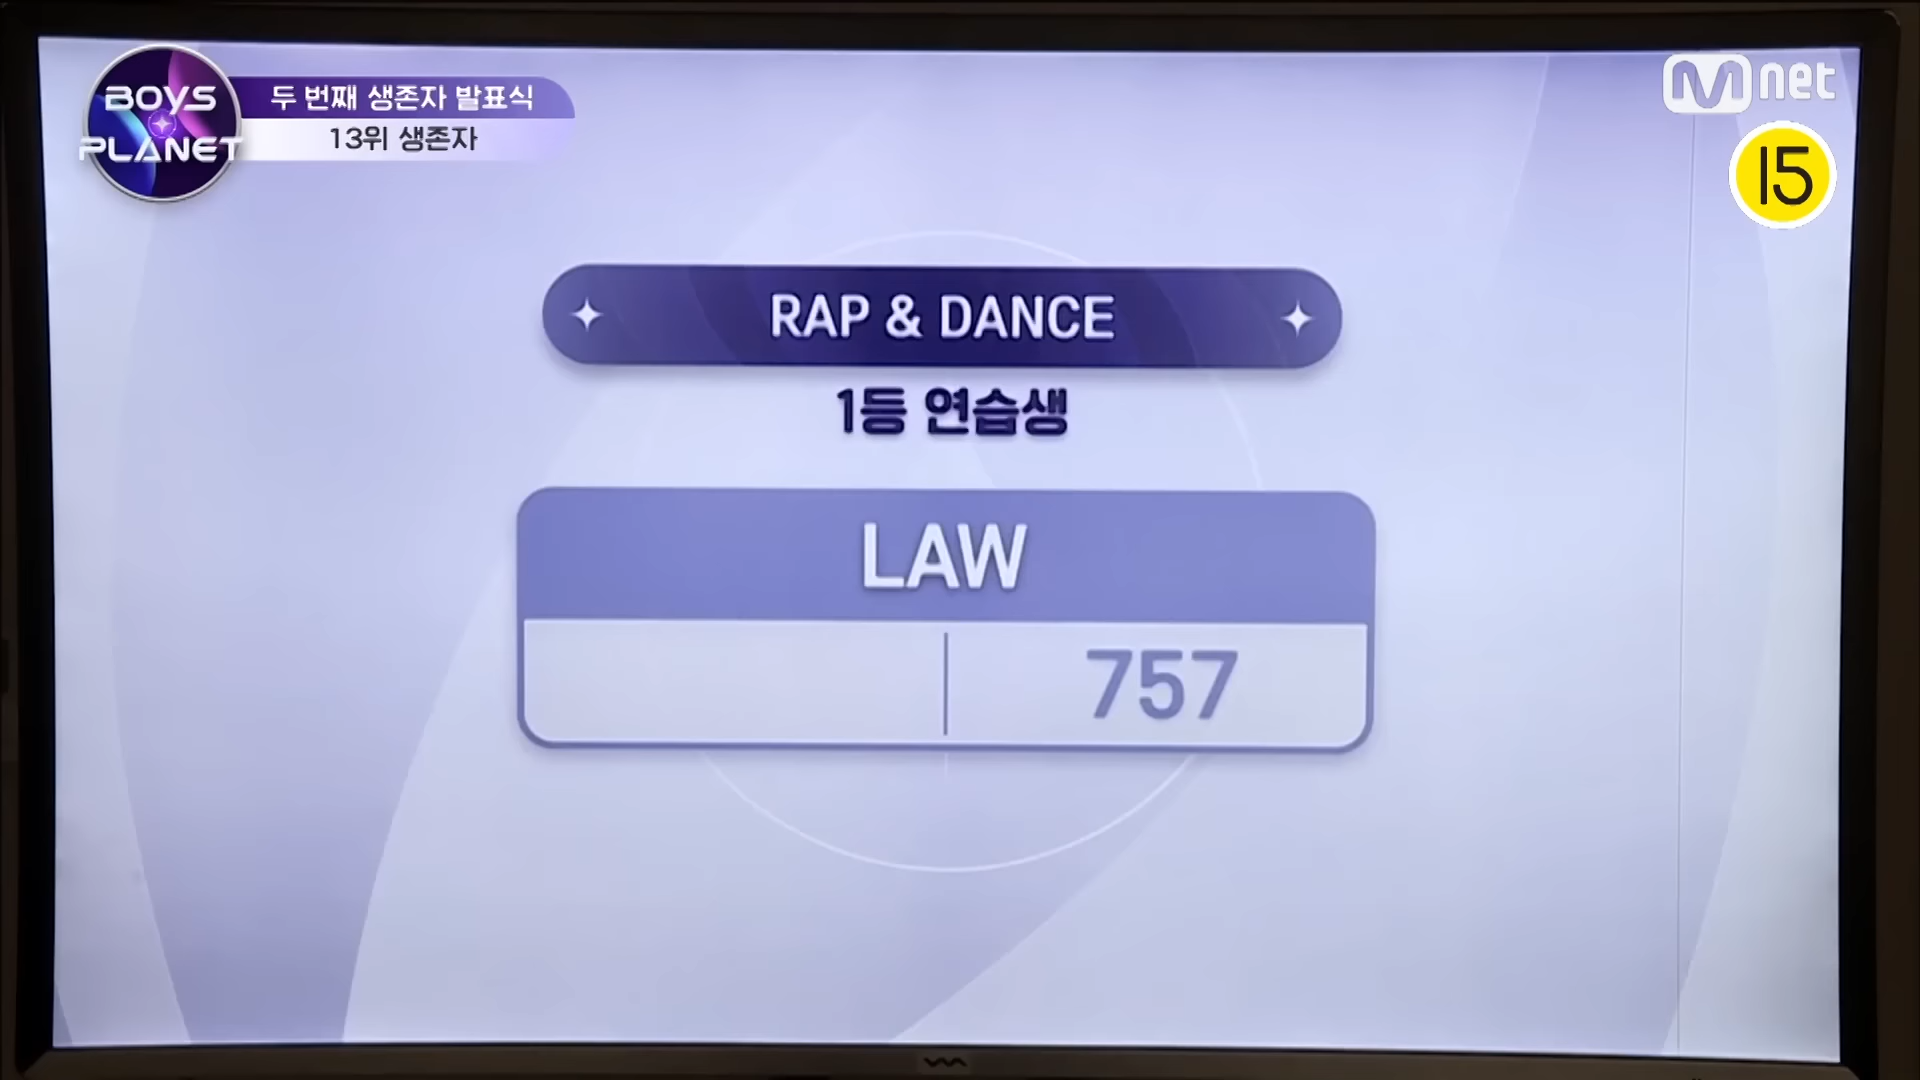 BOYS
PLANET
두 번째 생존자 발표식
13위 생존자
Mnet
15
RAP & DANCE
1등 연습생
LAW
757